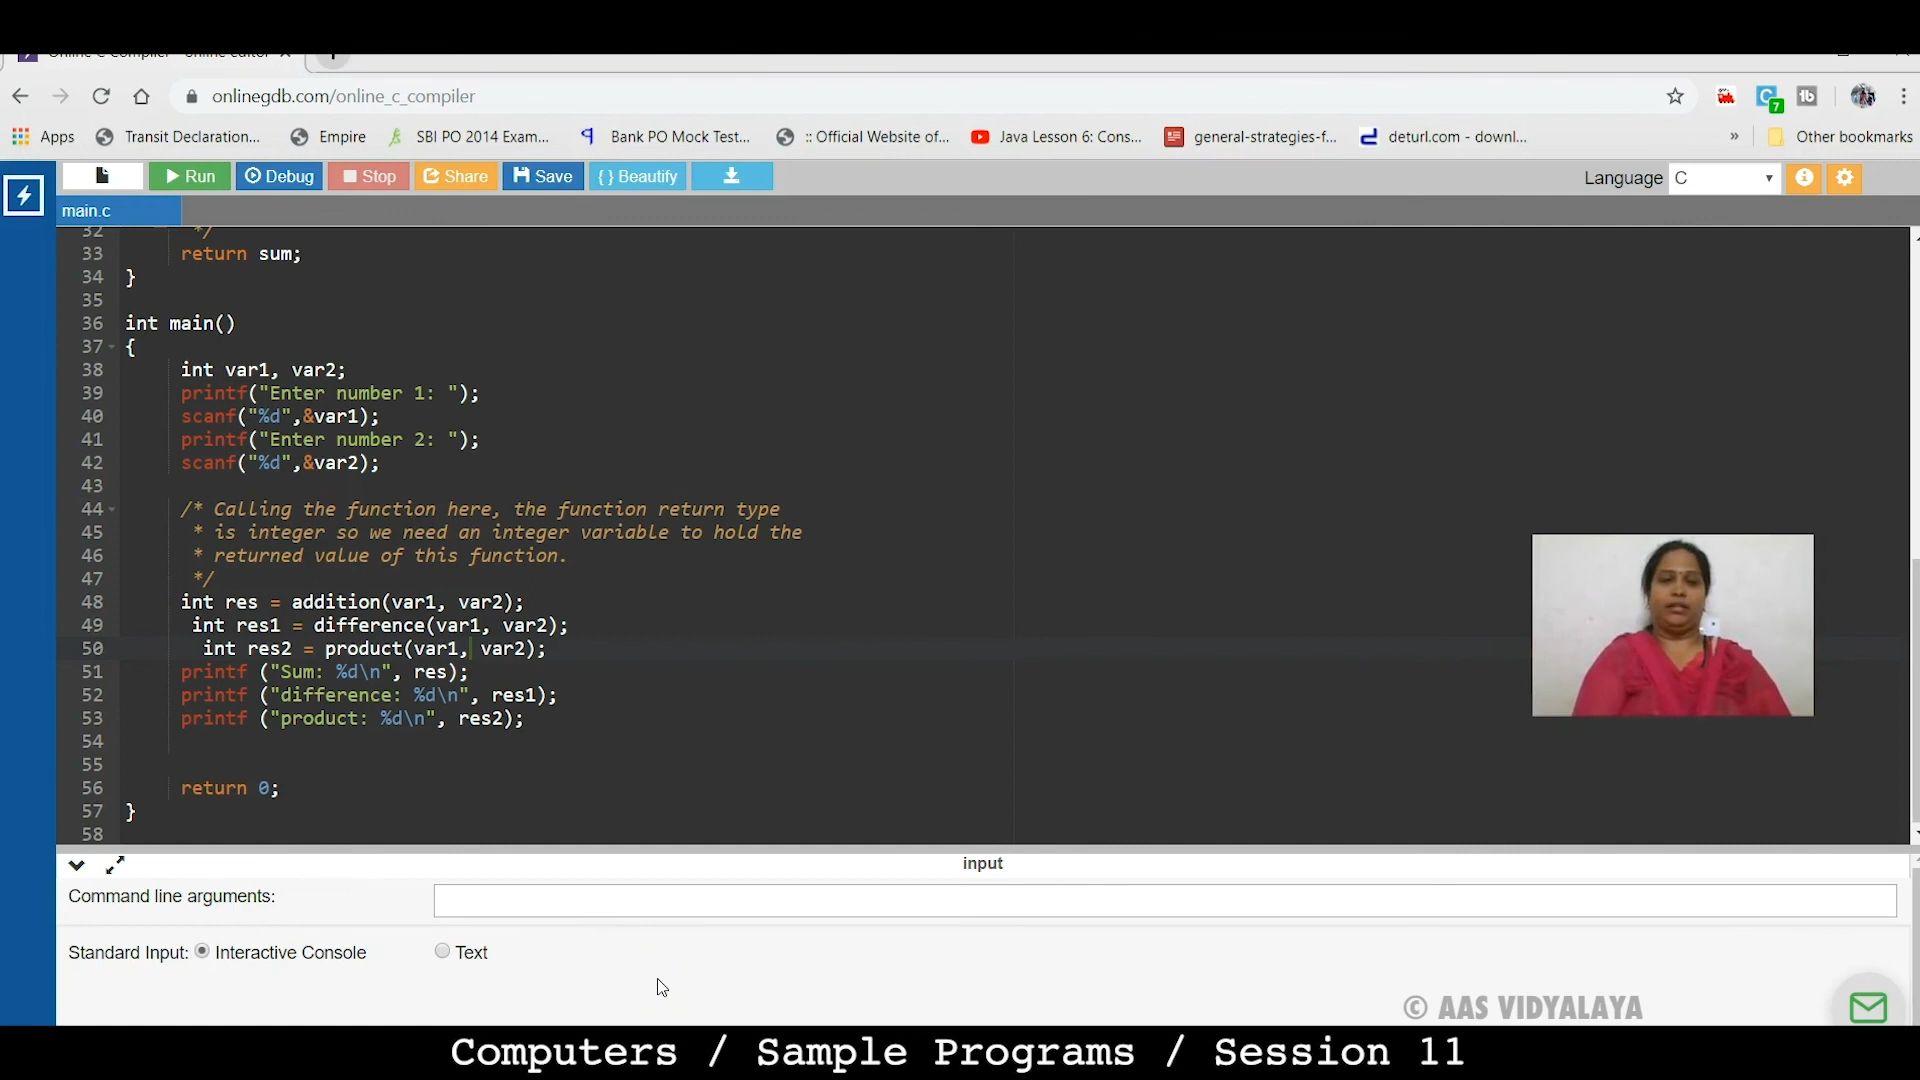 onlinegdb.com/online_c_compiler
Apps Transit Declaration... Empire SBI PO 2014 Exam... Bank PO Mock Test... :: Official Website of... Java Lesson 6: Cons... general-strategies-f... deturl.com - downl... » Other bookmarks
Run Debug Stop Share Save { } Beautify Language C
main.c
32 */
33 return sum;
34 }
35
36 int main()
37 {
38 int var1, var2;
39 printf("Enter number 1: ");
40 scanf("%d",&var1);
41 printf("Enter number 2: ");
42 scanf("%d",&var2);
43
44 /* Calling the function here, the function return type
45 * is integer so we need an integer variable to hold the
46 * returned value of this function.
47 */
48 int res = addition(var1, var2);
49 int res1 = difference(var1, var2);
50 int res2 = product(var1, var2);
51 printf ("Sum: %d\n", res);
52 printf ("difference: %d\n", res1);
53 printf ("product: %d\n", res2);
54
55
56 return 0;
57 }
58
input
Command line arguments:
Standard Input: Interactive Console Text
© AAS VIDYALAYA
Computers / Sample Programs / Session 11